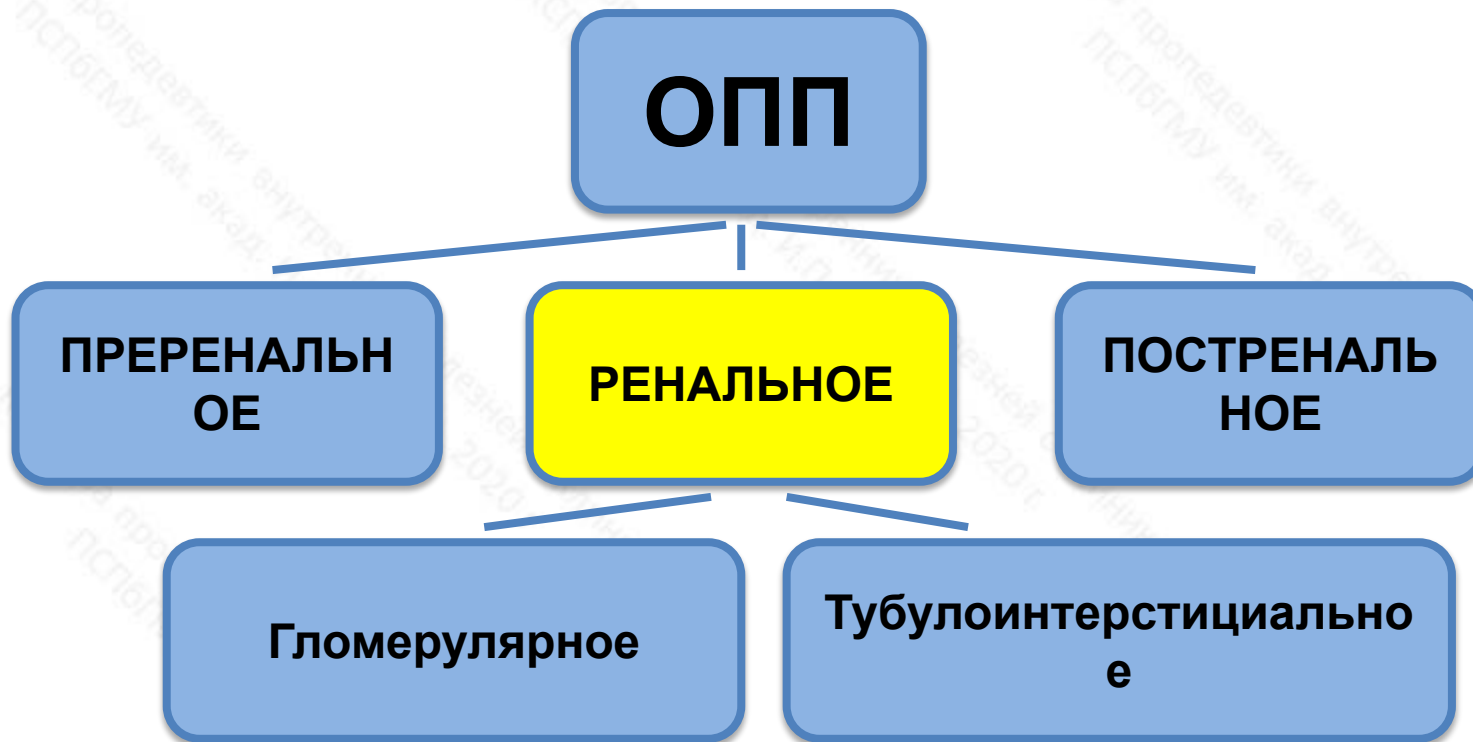 ОПП
ПРЕРЕНАЛЬН
ОЕ
РЕНАЛЬНОЕ
ПОСТРЕНАЛЬ
НОЕ
Гломерулярное
Тубулоинтерстициально
е